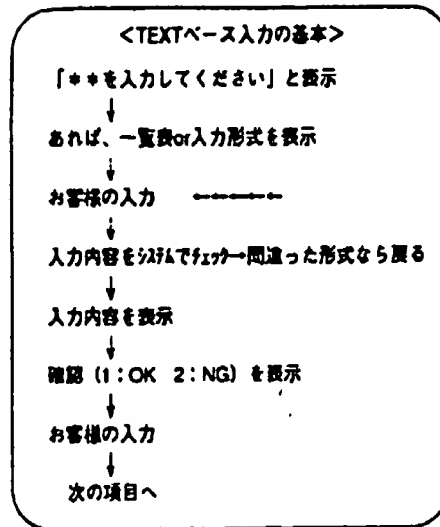 <TEXTベース入力の基本>
「＊＊を入力してください」と表示
↓
あれば、一覧表or入力形式を表示
↓
お客様の入力 ←←←←←
↓
入力内容をシステムでチェック→間違った形式なら戻る
↓
入力内容を表示
↓
確認（1：OK 2：NG）を表示
↓
お客様の入力
↓
次の項目へ